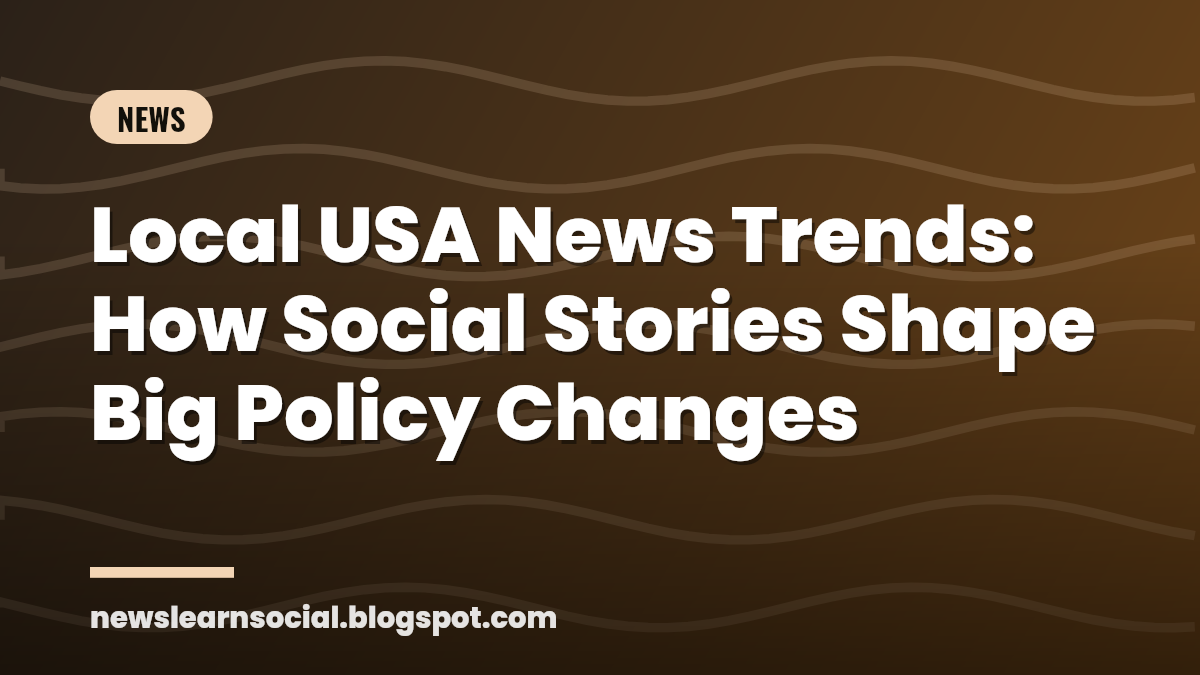 NEWS
Local USA News Trends:
How Social Stories Shape
Big Policy Changes
newslearnsocial.blogspot.com